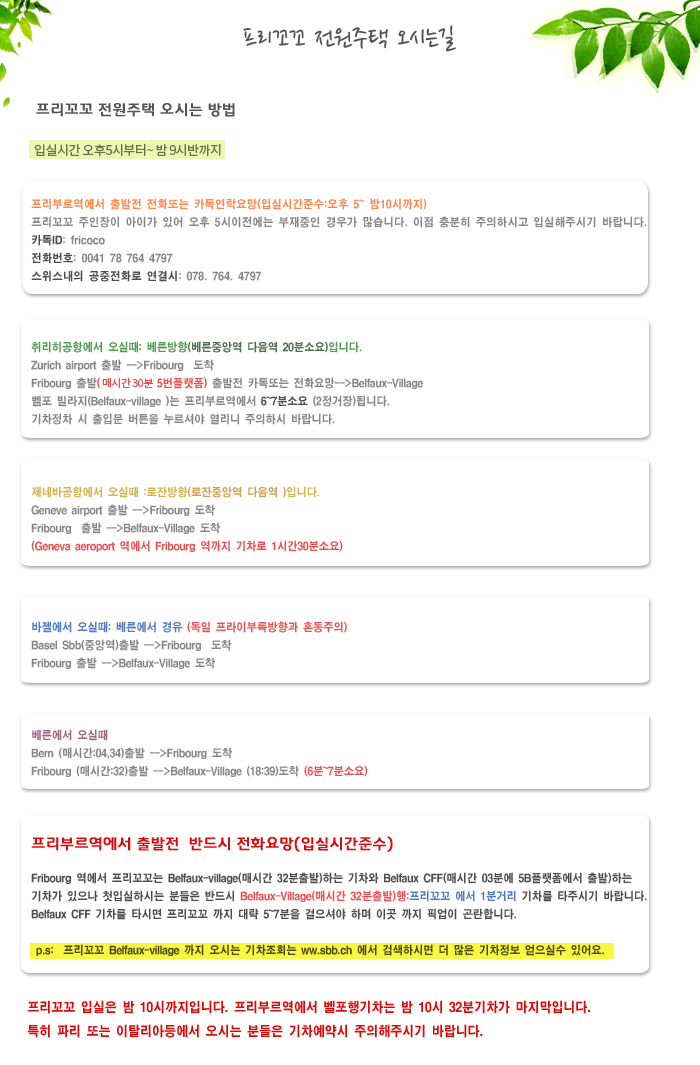 프리꼬꼬 전원주택 오시는길
프리꼬꼬 전원주택 오시는 방법
입실시간 오후5시부터~ 밤 9시반까지
프리부르역에서 출발전 전화또는 카톡연락요망(입실시간준수:오후 5~ 밤10시까지)
프리꼬꼬 주인장이 아이가 있어 오후 5시이전에는 부재중인 경우가 많습니다. 이점 충분히 주의하시고 입실해주시기 바랍니다.
카톡ID: fricoco
전화번호: 0041 78 764 4797
스위스내의 공중전화로 연결시: 078. 764. 4797
취리히공항에서 오실때: 베른방향(베른중앙역 다음역 20분소요)입니다.
Zurich airport 출발 -->Fribourg 도착
Fribourg 출발(매시간30분 5번플랫폼) 출발전 카톡또는 전화요망-->Belfaux-Village
벨포 빌라지(Belfaux-village )는 프리부르역에서 6~7분소요 (2정거장)됩니다.
기차정차 시 출입문 버튼을 누르셔야 열리니 주의하시 바랍니다.
제네바공항에서 오실때 :로잔방향(로잔중앙역 다음역 )입니다.
Geneve airport 출발 -->Fribourg 도착
Fribourg 출발 -->Belfaux-Village 도착
(Geneva aeroport 역에서 Fribourg 역까지 기차로 1시간30분소요)
바젤에서 오실때: 베른에서 경유 (독일 프라이부륵방향과 혼동주의)
Basel Sbb(중앙역)출발 -->Fribourg 도착
Fribourg 출발 -->Belfaux-Village 도착
베른에서 오실때
Bern (매시간:04,34)출발 -->Fribourg 도착
Fribourg (매시간:32)출발 -->Belfaux-Village (18:39)도착 (6분~7분소요)
프리부르역에서 출발전 반드시 전화요망(입실시간준수)
Fribourg 역에서 프리꼬꼬는 Belfaux-village(매시간 32분출발)하는 기차와 Belfaux CFF(매시간 03분에 5B플랫폼에서 출발)하는
기차가 있으나 첫입실하시는 분들은 반드시 Belfaux-Village(매시간 32분출발)행:프리꼬꼬 에서 1분거리 기차를 타주시기 바랍니다.
Belfaux CFF 기차를 타시면 프리꼬꼬 까지 대략 5~7분을 걸으셔야 하며 이곳 까지 픽업이 곤란합니다.
p.s: 프리꼬꼬 Belfaux-village 까지 오시는 기차조회는 ww.sbb.ch 에서 검색하시면 더 많은 기차정보 얻으실수 있어요.
프리꼬꼬 입실은 밤 10시까지입니다. 프리부르역에서 벨포행기차는 밤 10시 32분기차가 마지막입니다.
특히 파리 또는 이탈리아등에서 오시는 분들은 기차예약시 주의해주시기 바랍니다.